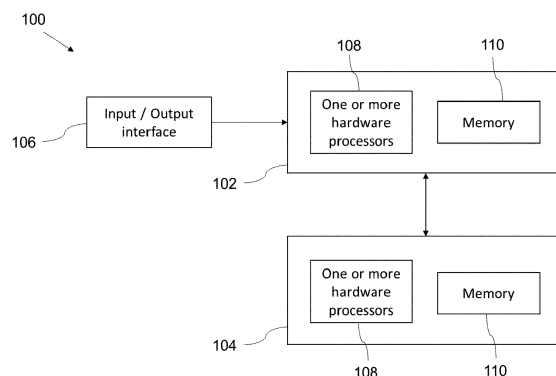 100
108
110
Input / Output
interface
106
One or more
hardware
processors
Memory
102
One or more
hardware
processors
Memory
104
108
110